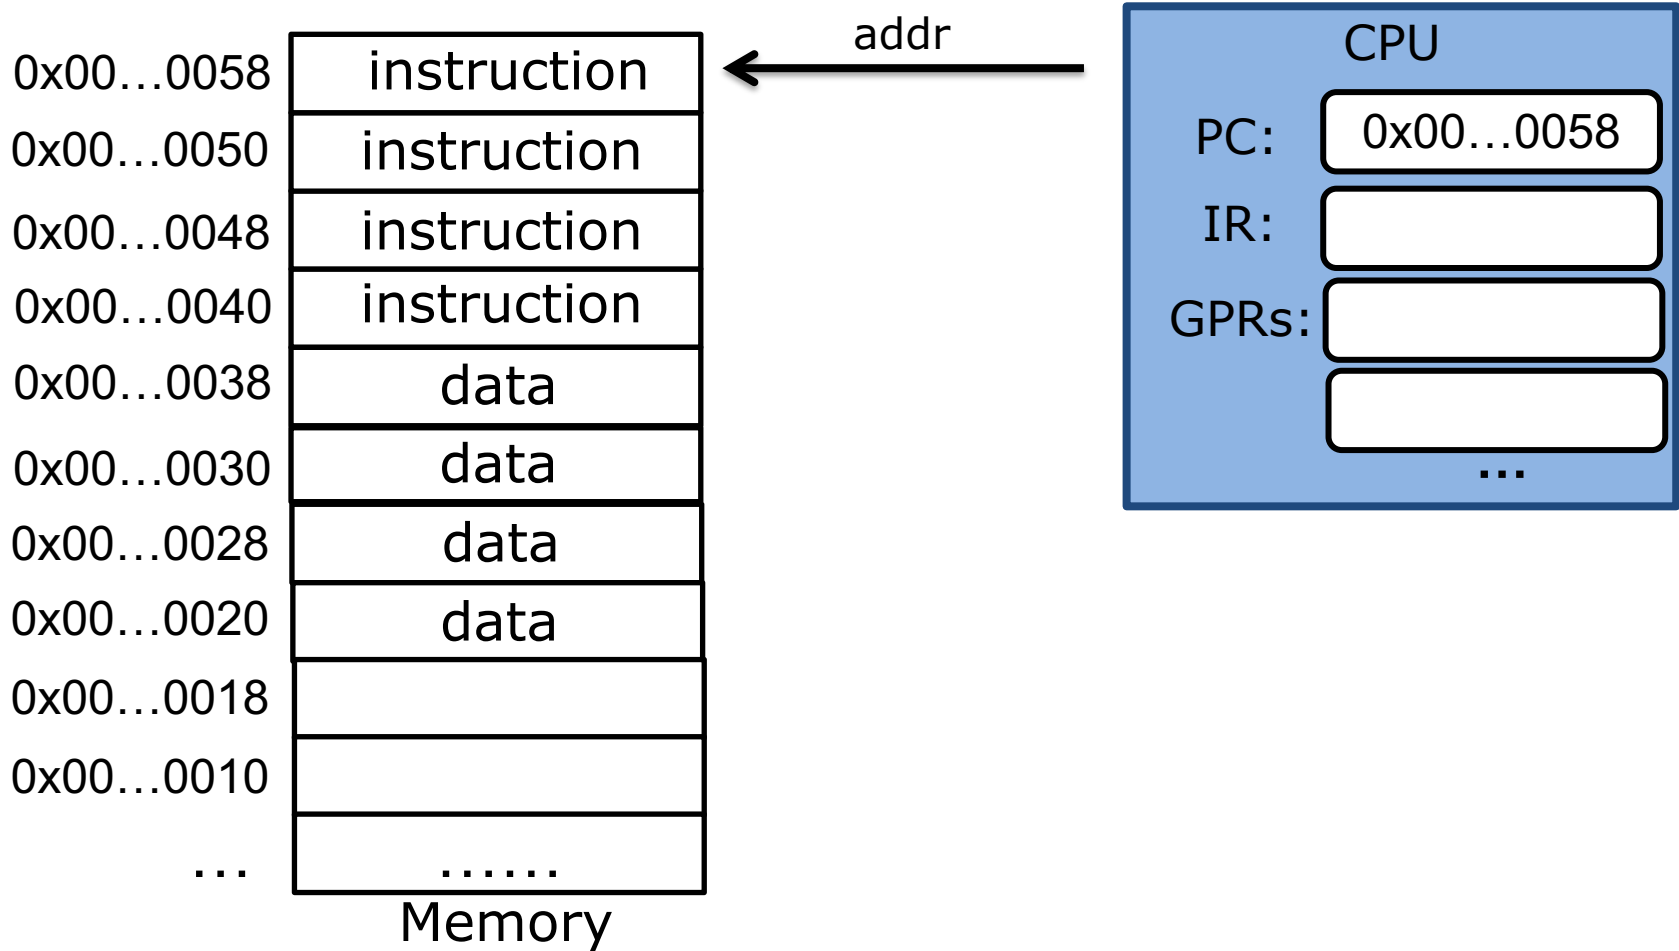 addr
CPU
0x00...0058 instruction
PC: 0x00...0058
0x00...0050 instruction
0x00...0048 instruction
IR:
0x00...0040 instruction
GPRs:
0x00...0038 data
0x00...0030 data
...
0x00...0028 data
0x00...0020 data
0x00...0018
0x00...0010
... ......
Memory